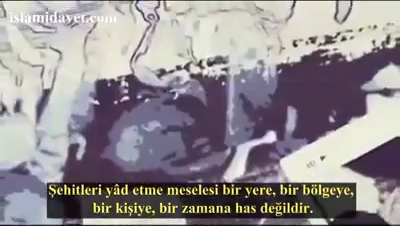 islamidavet.com
Şehitleri yâd etme meselesi bir yere, bir bölgeye,
bir kişiye, bir zamana has değildir.